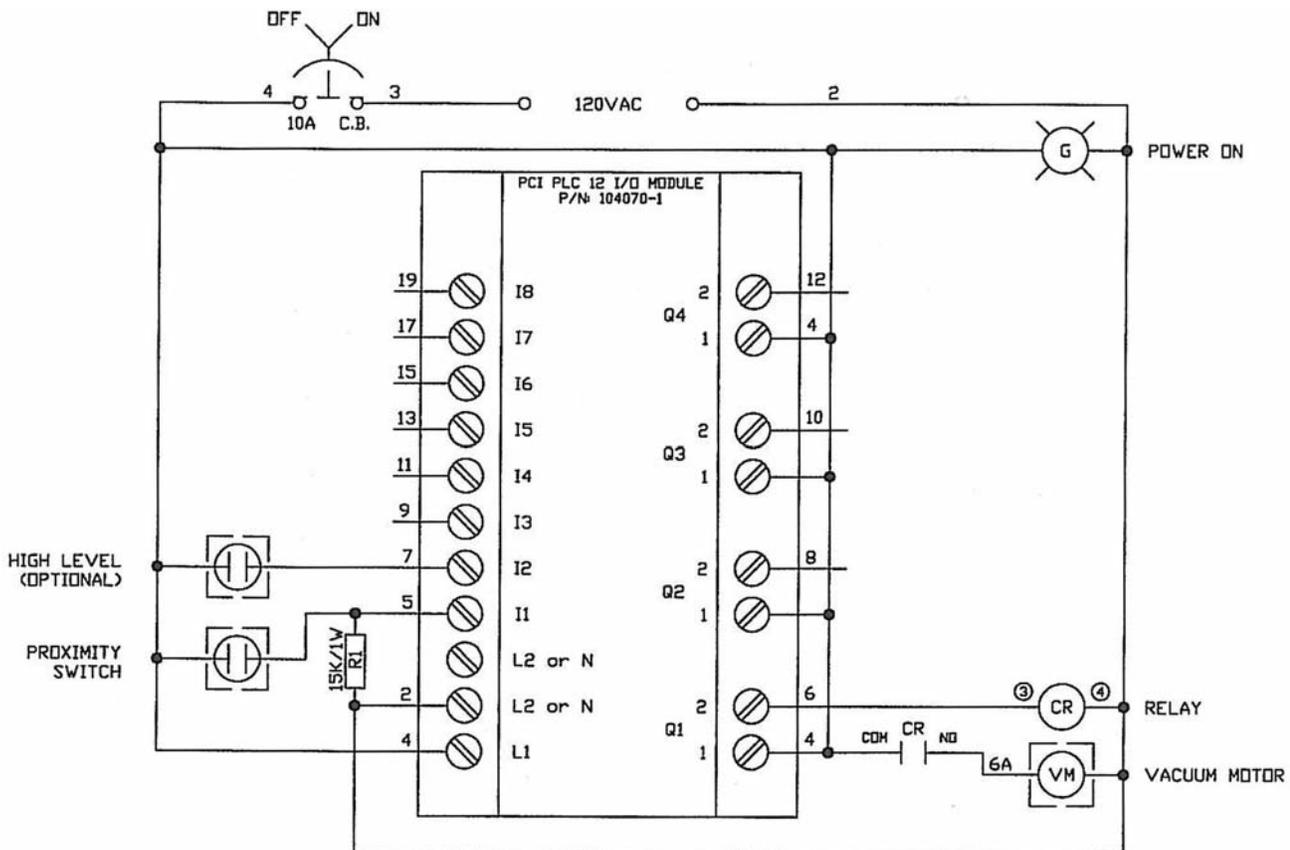 OFF ON
4 3 120VAC 2
10A C.B.
G POWER ON
PCI PLC 12 I/O MODULE
P/N: 104070-1
19 I8 2 12
Q4
17 I7 1 4
15 I6
13 I5 2 10
Q3
11 I4 1
9 I3
HIGH LEVEL
(OPTIONAL)
7 I2 2 8
Q2
5 I1 1
PROXIMITY
SWITCH
15K/1W
R1
L2 or N
2 L2 or N 2 6 3 CR 4 RELAY
Q1
4 L1 1 4 COM CR NO
6A VM VACUUM MOTOR